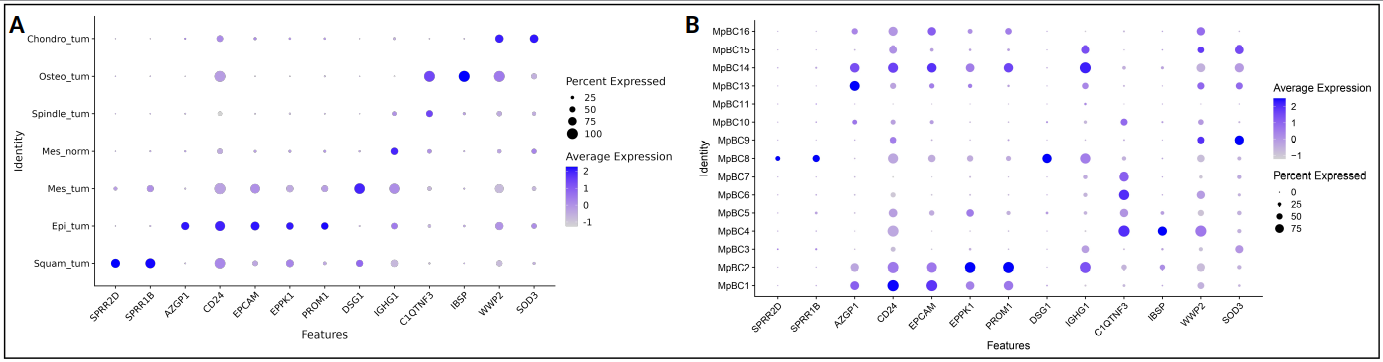 A
Chondro_tum
Osteo_tum
Spindle_tum
Mes_norm
Mes_tum
Epi_tum
Squam_tum
Identity
SPRR2D
SPRR1B
AZGP1
CD24
EPCAM
EPPK1
PROM1
DSG1
IGHG1
C1QTNF3
IBSP
WWP2
SOD3
Features
Percent Expressed
25
50
75
100
Average Expression
2
1
0
-1
B
MpBC16
MpBC15
MpBC14
MpBC13
MpBC11
MpBC10
MpBC9
MpBC8
MpBC7
MpBC6
MpBC5
MpBC4
MpBC3
MpBC2
MpBC1
Identity
SPRR2D
SPRR1B
AZGP1
CD24
EPCAM
EPPK1
PROM1
DSG1
IGHG1
C1QTNF3
IBSP
WWP2
SOD3
Features
Average Expression
2
1
0
−1
Percent Expressed
0
25
50
75